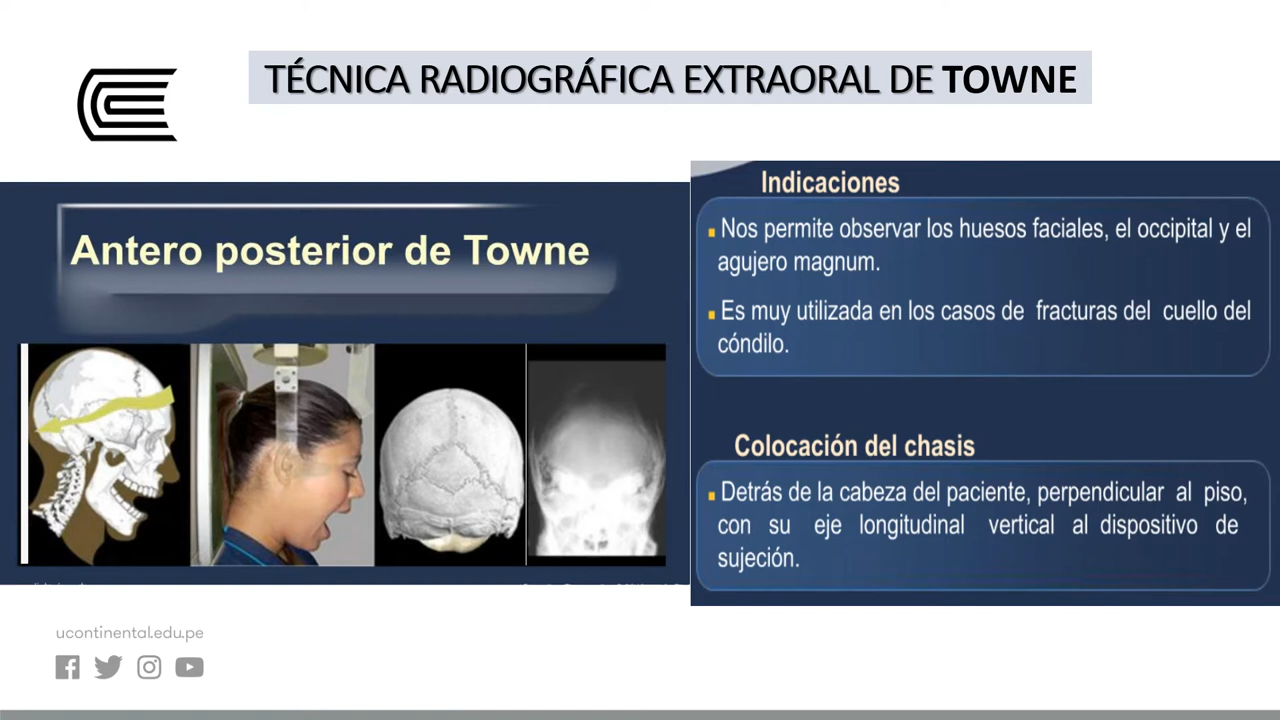 TÉCNICA RADIOGRÁFICA EXTRAORAL DE TOWNE
Antero posterior de Towne
Indicaciones
Nos permite observar los huesos faciales, el occipital y el
agujero magnum.
Es muy utilizada en los casos de fracturas del cuello del
cóndilo.
Colocación del chasis
Detrás de la cabeza del paciente, perpendicular al piso,
con su eje longitudinal vertical al dispositivo de
sujeción.
ucontinental.edu.pe